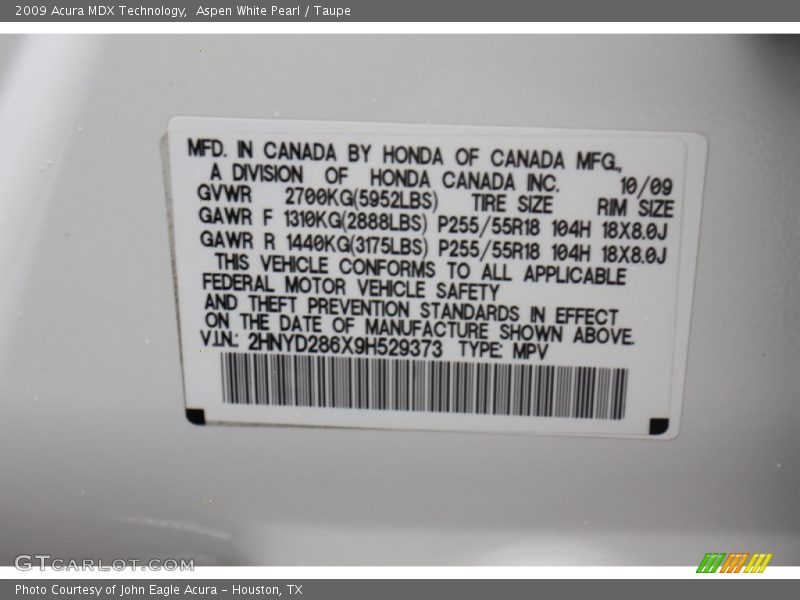 2009 Acura MDX Technology, Aspen White Pearl / Taupe
MFD. IN CANADA BY HONDA OF CANADA MFG.,
A DIVISION OF HONDA CANADA INC. 10/09
GVWR 2700KG(5952LBS) TIRE SIZE RIM SIZE
GAWR F 1310KG(2888LBS) P255/55R18 104H 18X8.0J
GAWR R 1440KG(3175LBS) P255/55R18 104H 18X8.0J
THIS VEHICLE CONFORMS TO ALL APPLICABLE
FEDERAL MOTOR VEHICLE SAFETY
AND THEFT PREVENTION STANDARDS IN EFFECT
ON THE DATE OF MANUFACTURE SHOWN ABOVE.
V.I.N.: 2HNYD286X9H529373 TYPE: MPV
GTCARLOT.COM
Photo Courtesy of John Eagle Acura - Houston, TX